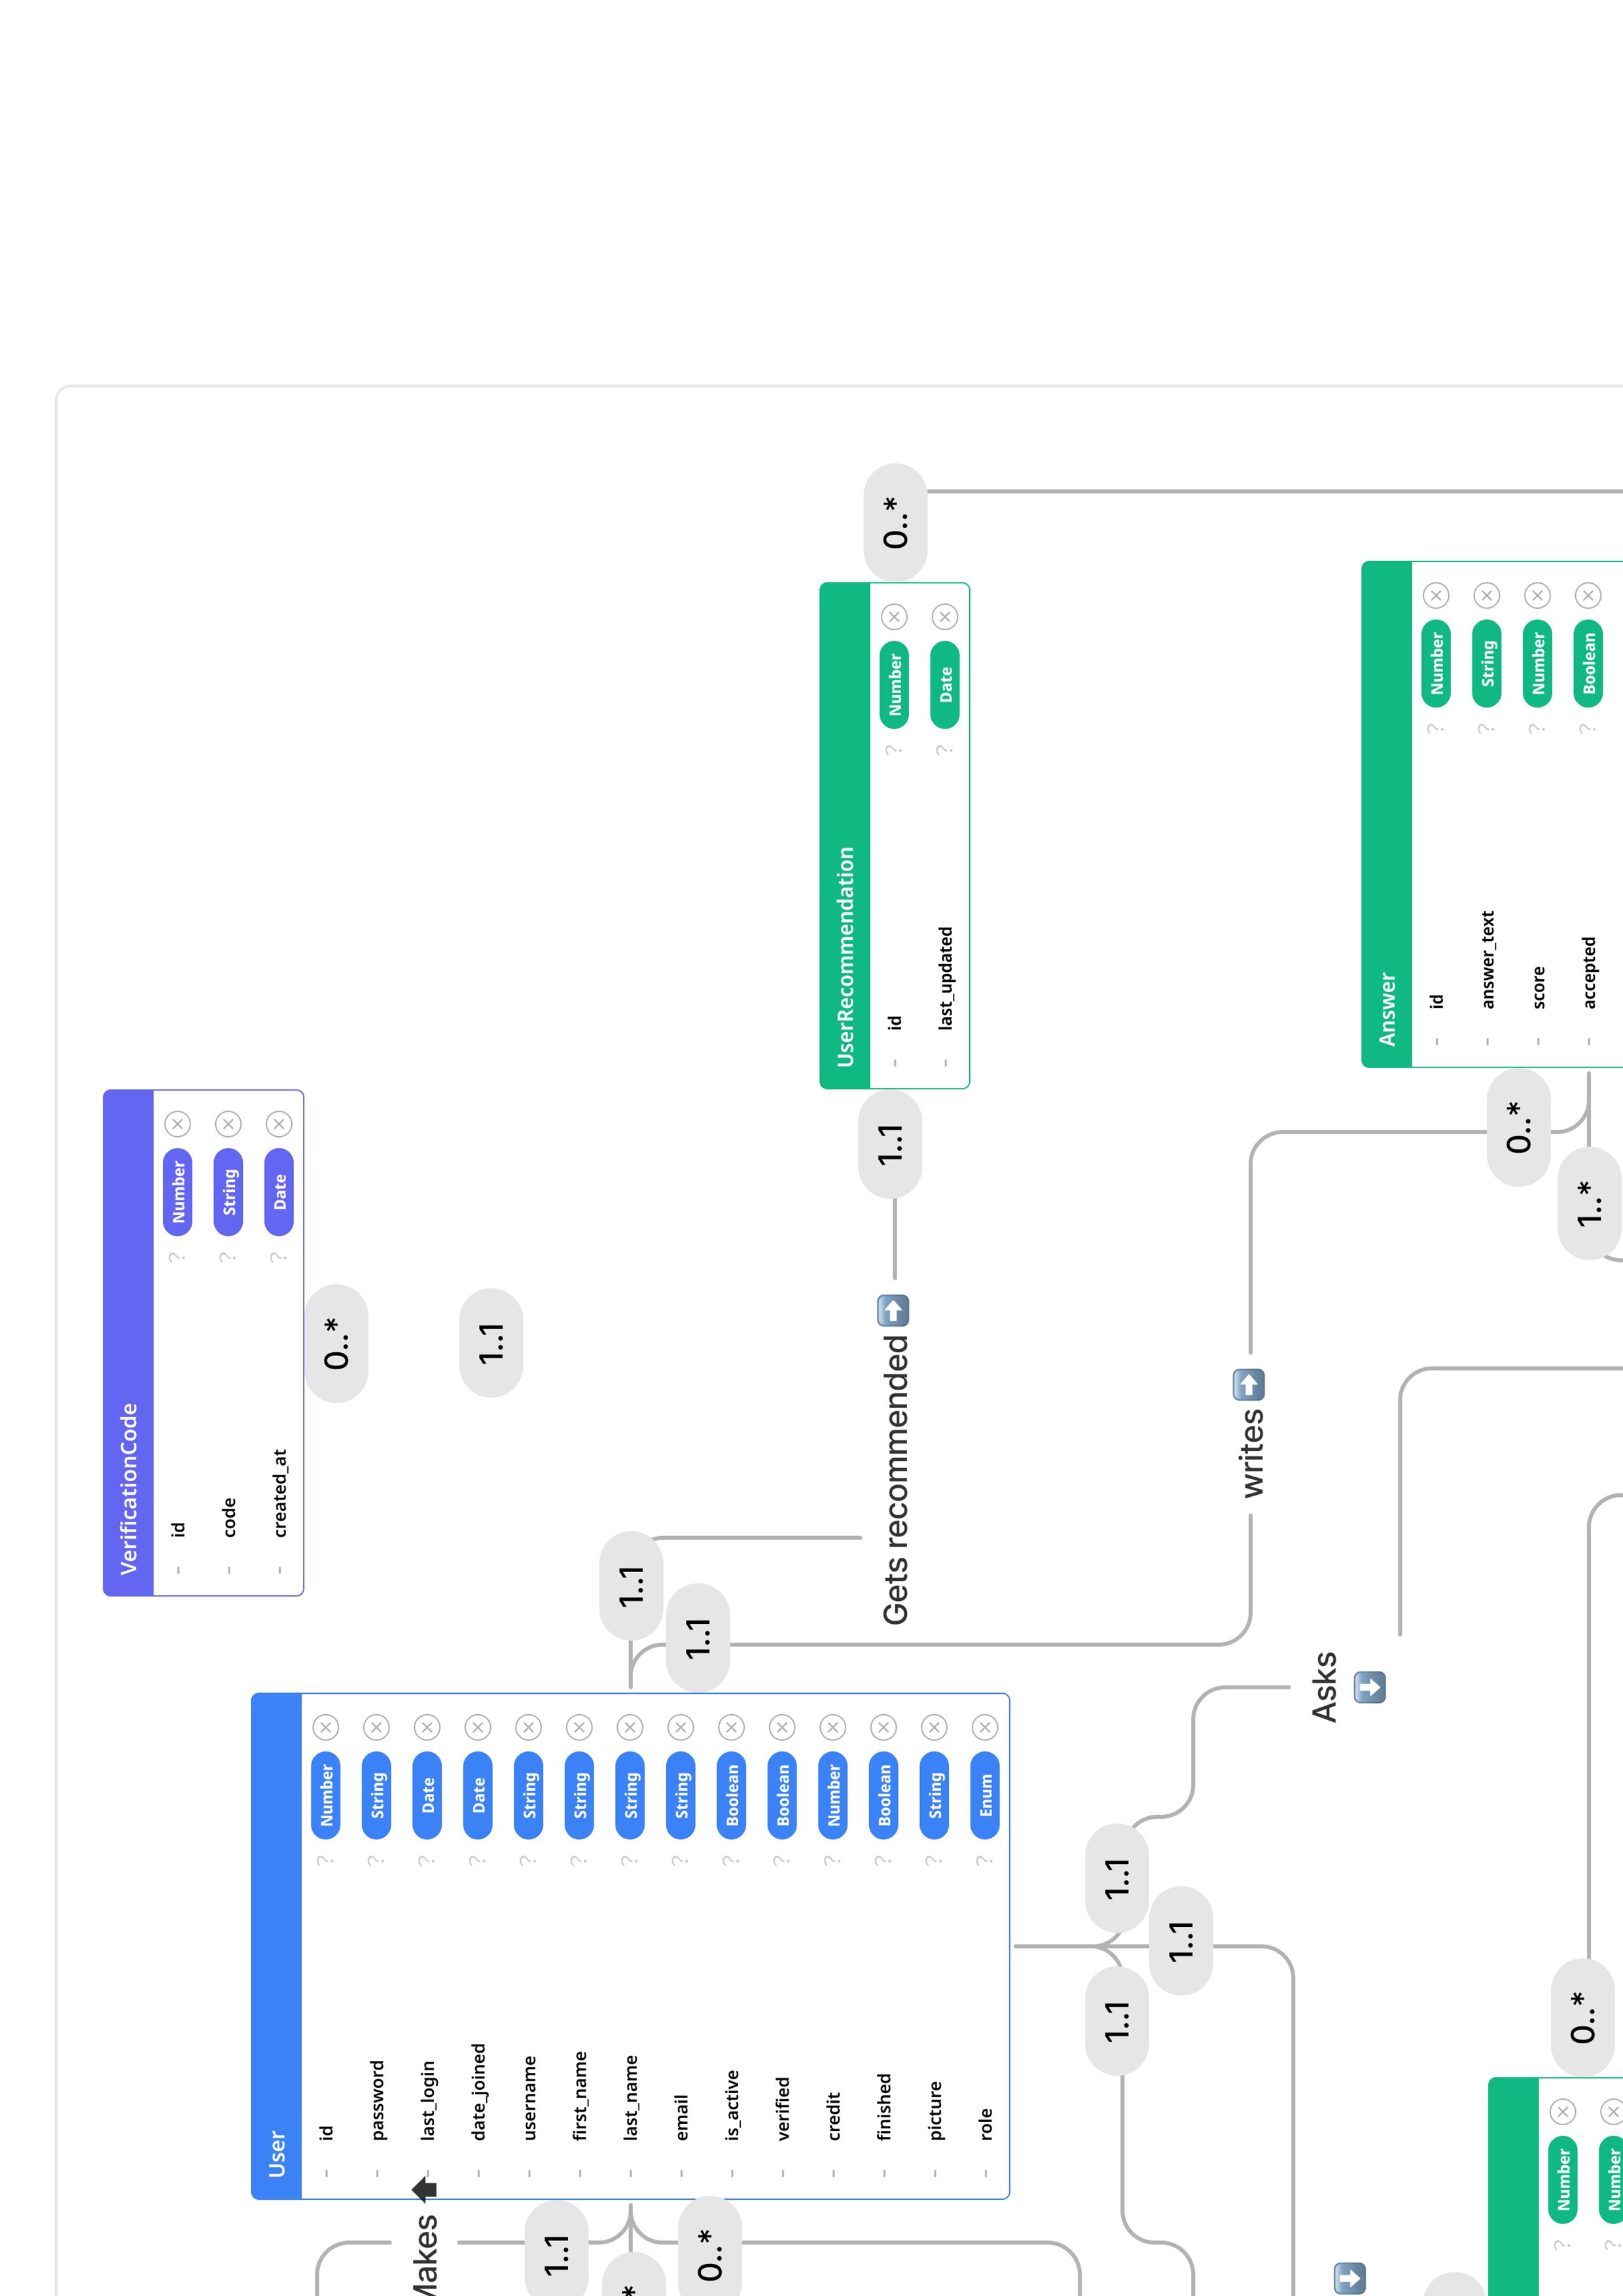 VerificationCode
- id ?: Number
- code ?: String
- created_at ?: Date
0..*
1..1
User
- id ?: Number
- password ?: String
- last_login ?: Date
- date_joined ?: Date
- username ?: String
- first_name ?: String
- last_name ?: String
- email ?: String
- is_active ?: Boolean
- verified ?: Boolean
- credit ?: Number
- finished ?: Boolean
- picture ?: String
- role ?: Enum
1..1
1..1
Gets recommended ➡️
1..1
UserRecommendation
- id ?: Number
- last_updated ?: Date
0..*
writes ➡️
0..*
1..*
Answer
- id ?: Number
- answer_text ?: String
- score ?: Number
- accepted ?: Boolean
1..1
1..1
1..1
Asks
⬇️
1..1
0..*
*
0..*
?: Number
?: Number